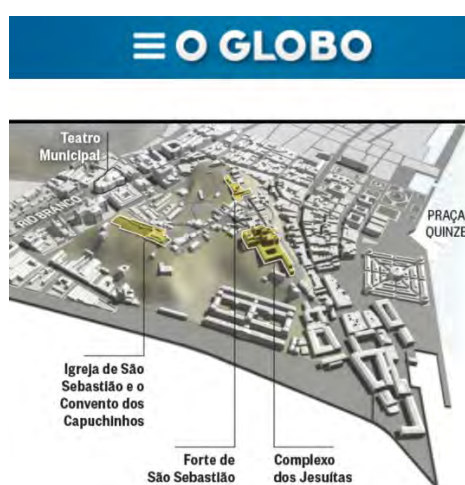 O GLOBO
Teatro
Municipal
RIO BRANCO
PRAÇA
QUINZE
Igreja de São
Sebastião e o
Convento dos
Capuchinhos
Forte de
São Sebastião
Complexo
dos Jesuítas